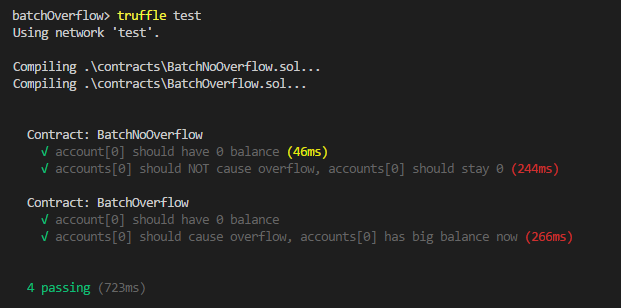 batchOverflow> truffle test
Using network 'test'.
Compiling .\contracts\BatchNoOverflow.sol...
Compiling .\contracts\BatchOverflow.sol...
Contract: BatchNoOverflow
√ account[0] should have 0 balance (46ms)
√ accounts[0] should NOT cause overflow, accounts[0] should stay 0 (244ms)
Contract: BatchOverflow
√ account[0] should have 0 balance
√ accounts[0] should cause overflow, accounts[0] has big balance now (266ms)
4 passing (723ms)